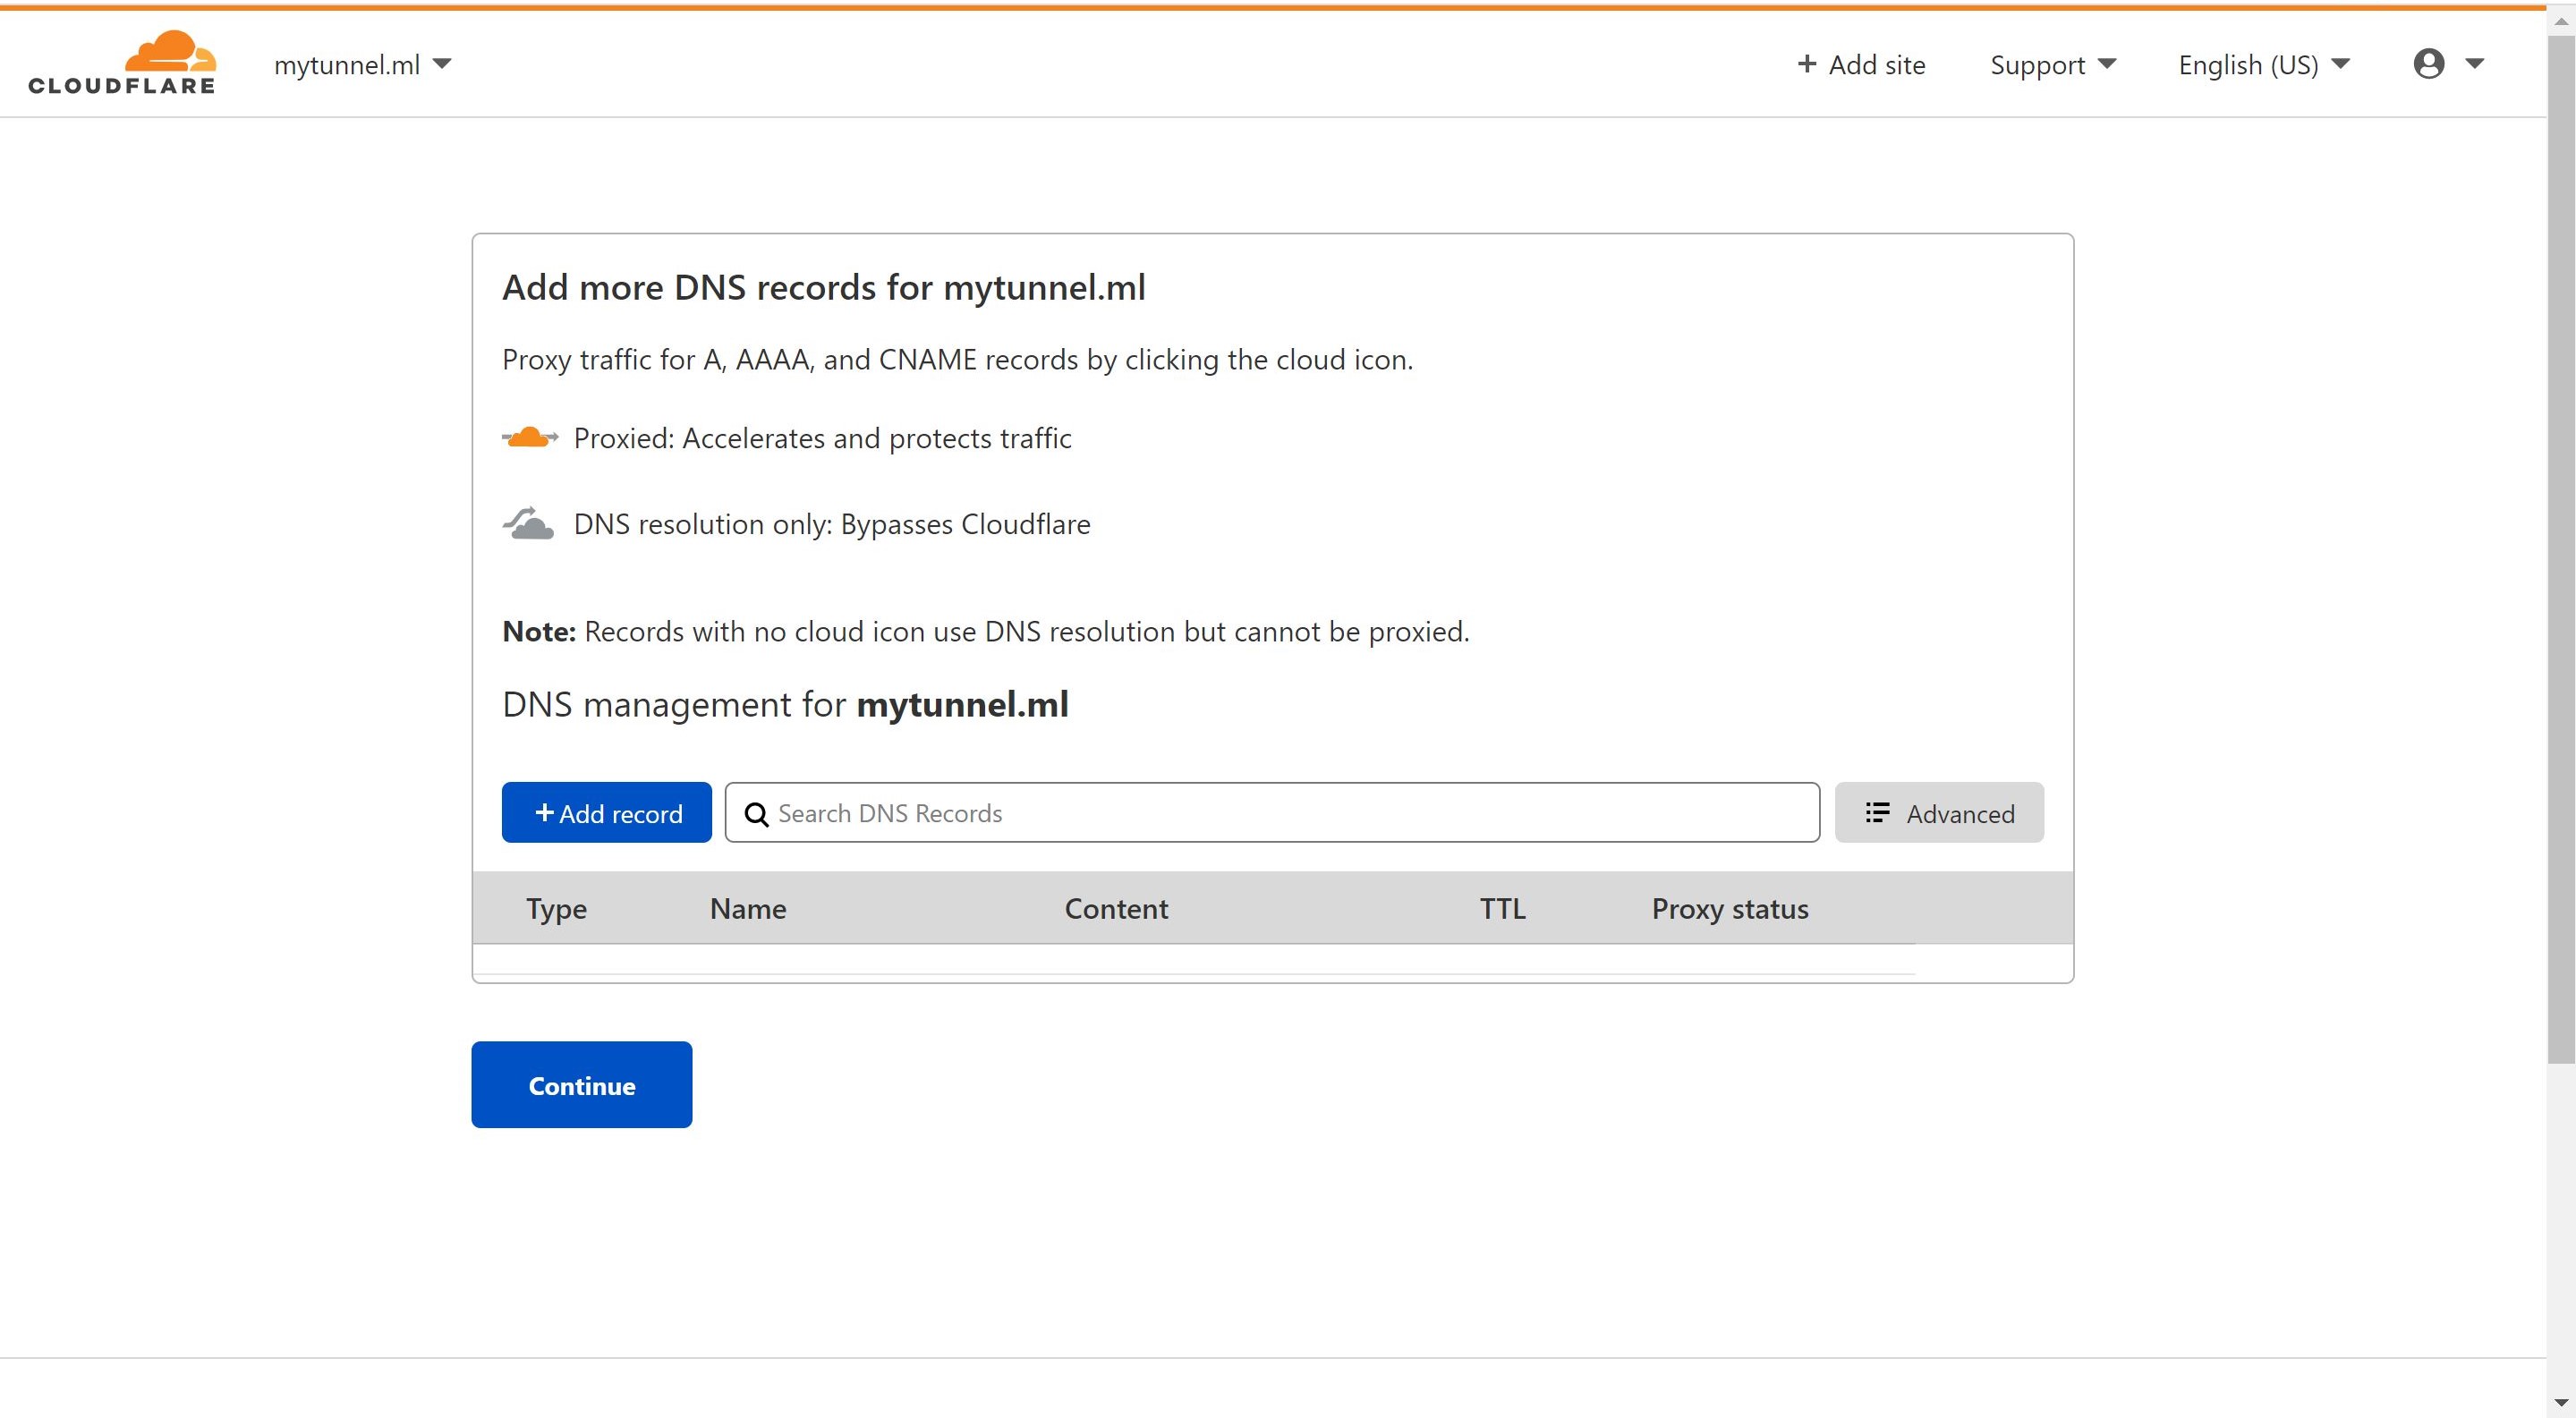 CLOUDFLARE
mytunnel.ml
+ Add site
Support
English (US)
Add more DNS records for mytunnel.ml
Proxy traffic for A, AAAA, and CNAME records by clicking the cloud icon.
Proxied: Accelerates and protects traffic
DNS resolution only: Bypasses Cloudflare
Note: Records with no cloud icon use DNS resolution but cannot be proxied.
DNS management for mytunnel.ml
+ Add record
Search DNS Records
Advanced
Type Name Content TTL Proxy status
Continue